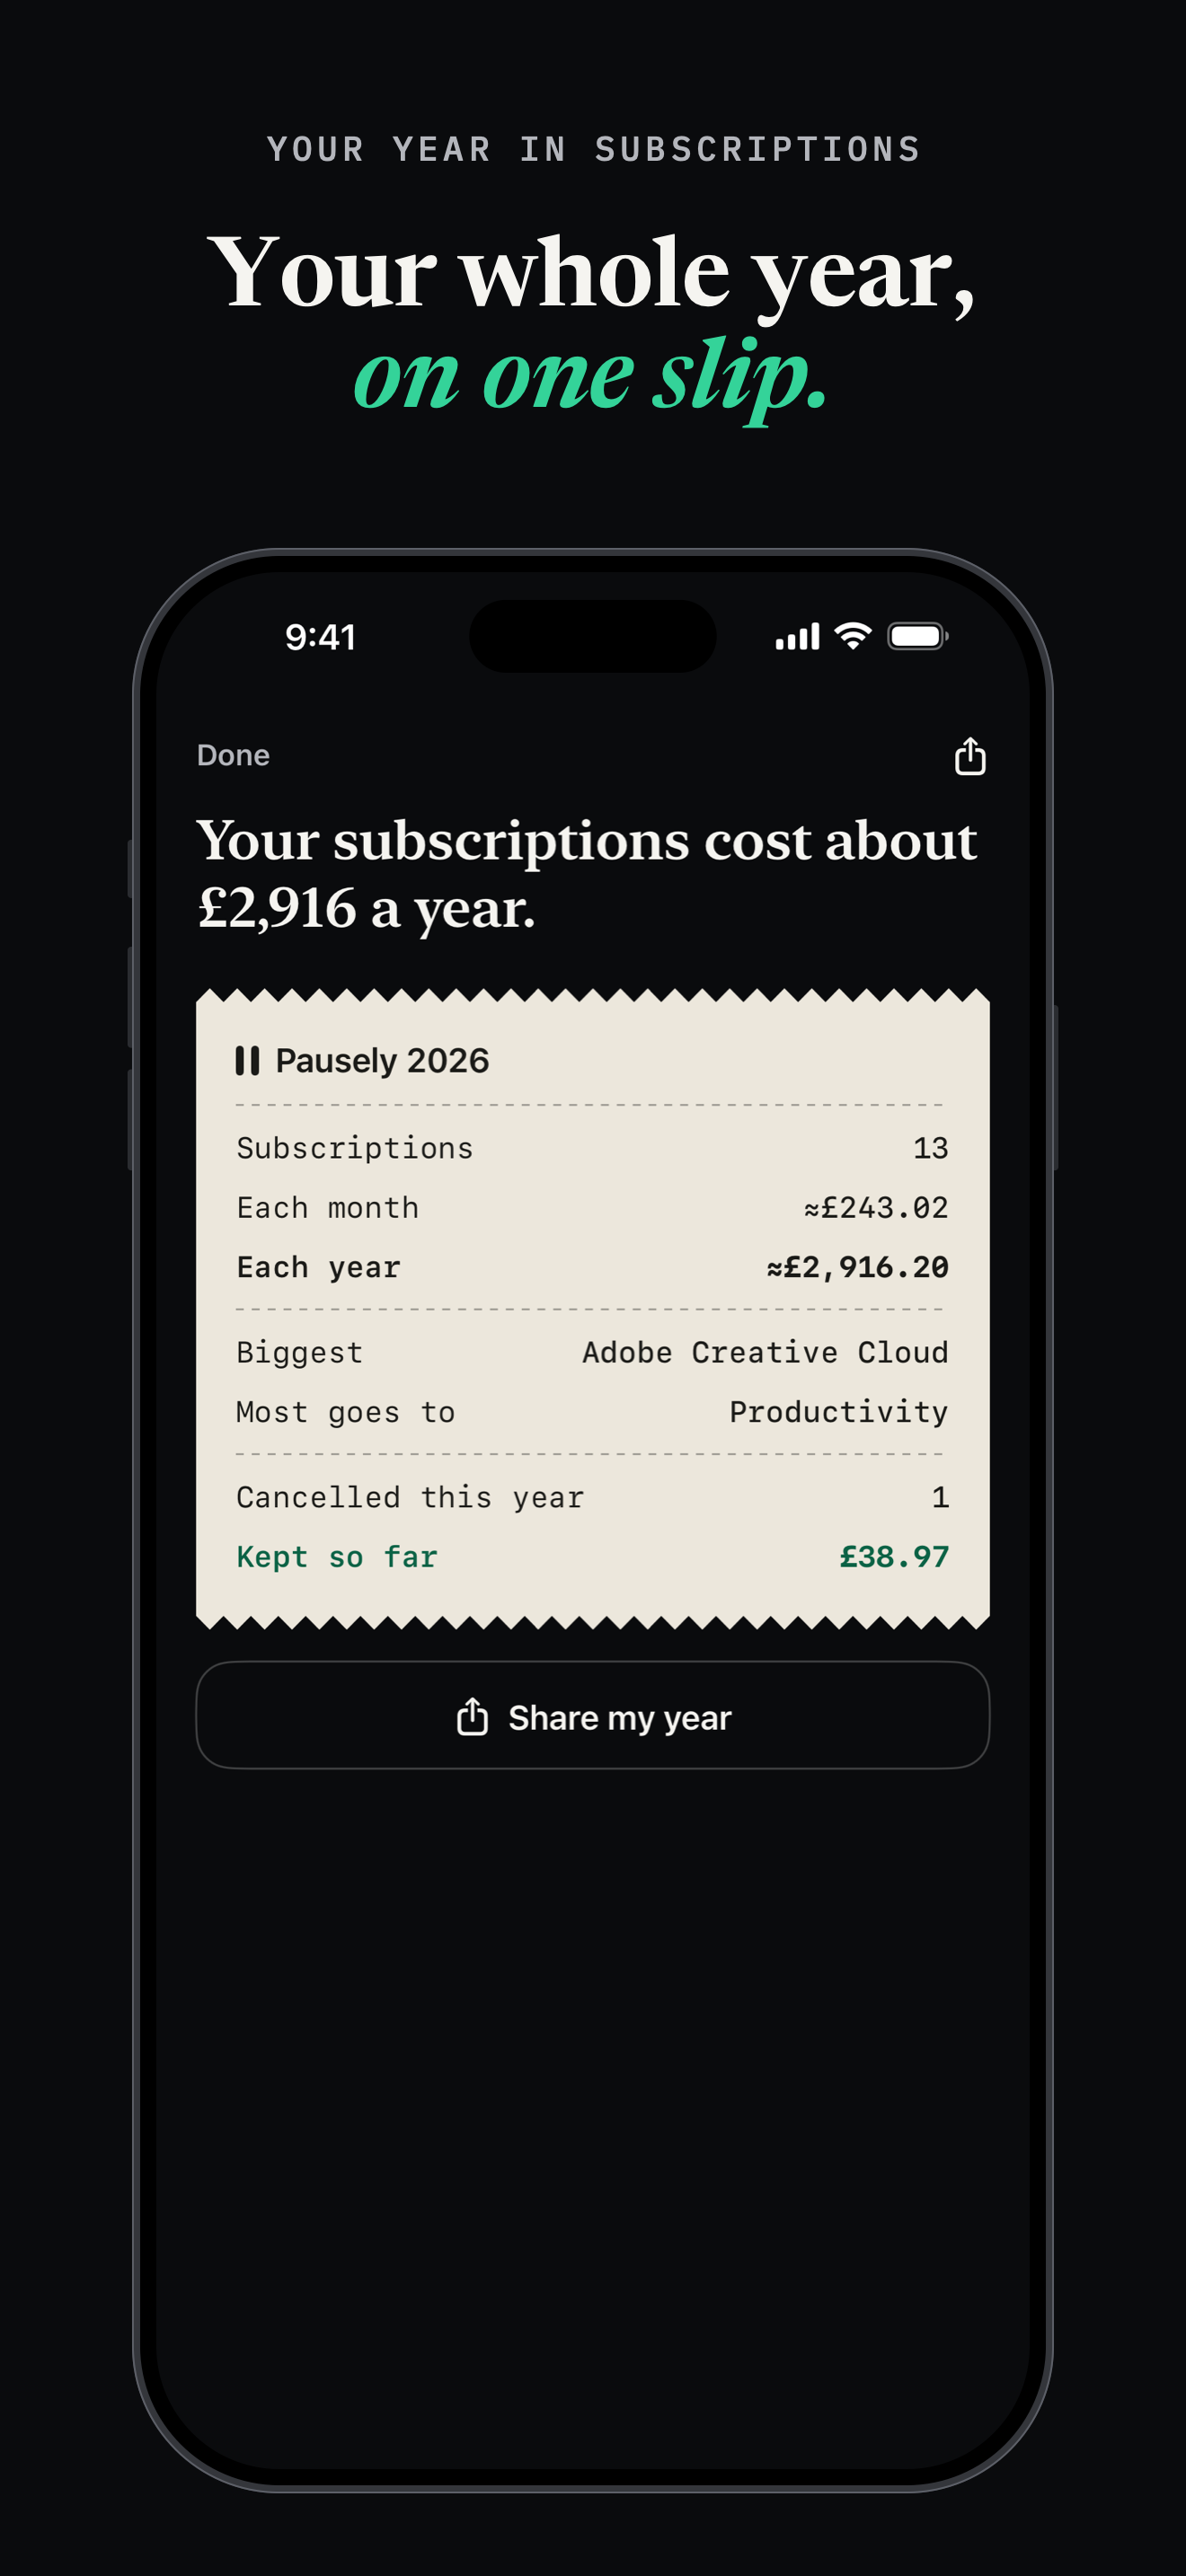 YOUR YEAR IN SUBSCRIPTIONS
Your whole year,
on one slip.
9:41
Done
Your subscriptions cost about
£2,916 a year.
Pausely 2026
Subscriptions 13
Each month ≈£243.02
Each year ≈£2,916.20
Biggest Adobe Creative Cloud
Most goes to Productivity
Cancelled this year 1
Kept so far £38.97
Share my year